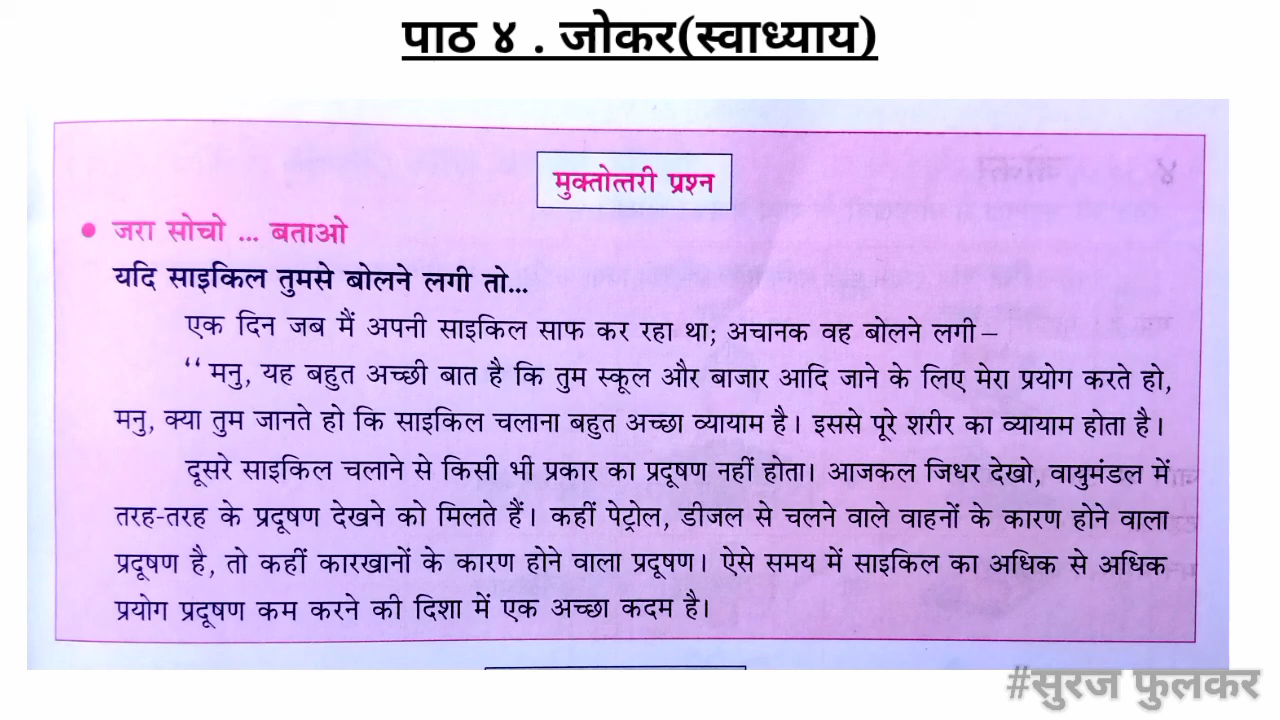 पाठ ४ . जोकर(स्वाध्याय)
मुक्तोत्तरी प्रश्न
• जरा सोचो ... बताओ
यदि साइकिल तुमसे बोलने लगी तो...
एक दिन जब मैं अपनी साइकिल साफ कर रहा था; अचानक वह बोलने लगी –
“ मनु, यह बहुत अच्छी बात है कि तुम स्कूल और बाजार आदि जाने के लिए मेरा प्रयोग करते हो,
मनु, क्या तुम जानते हो कि साइकिल चलाना बहुत अच्छा व्यायाम है। इससे पूरे शरीर का व्यायाम होता है।
दूसरे साइकिल चलाने से किसी भी प्रकार का प्रदूषण नहीं होता। आजकल जिधर देखो, वायुमंडल में
तरह-तरह के प्रदूषण देखने को मिलते हैं। कहीं पेट्रोल, डीजल से चलने वाले वाहनों के कारण होने वाला
प्रदूषण है, तो कहीं कारखानों के कारण होने वाला प्रदूषण। ऐसे समय में साइकिल का अधिक से अधिक
प्रयोग प्रदूषण कम करने की दिशा में एक अच्छा कदम है।
#सुरज फुलकर